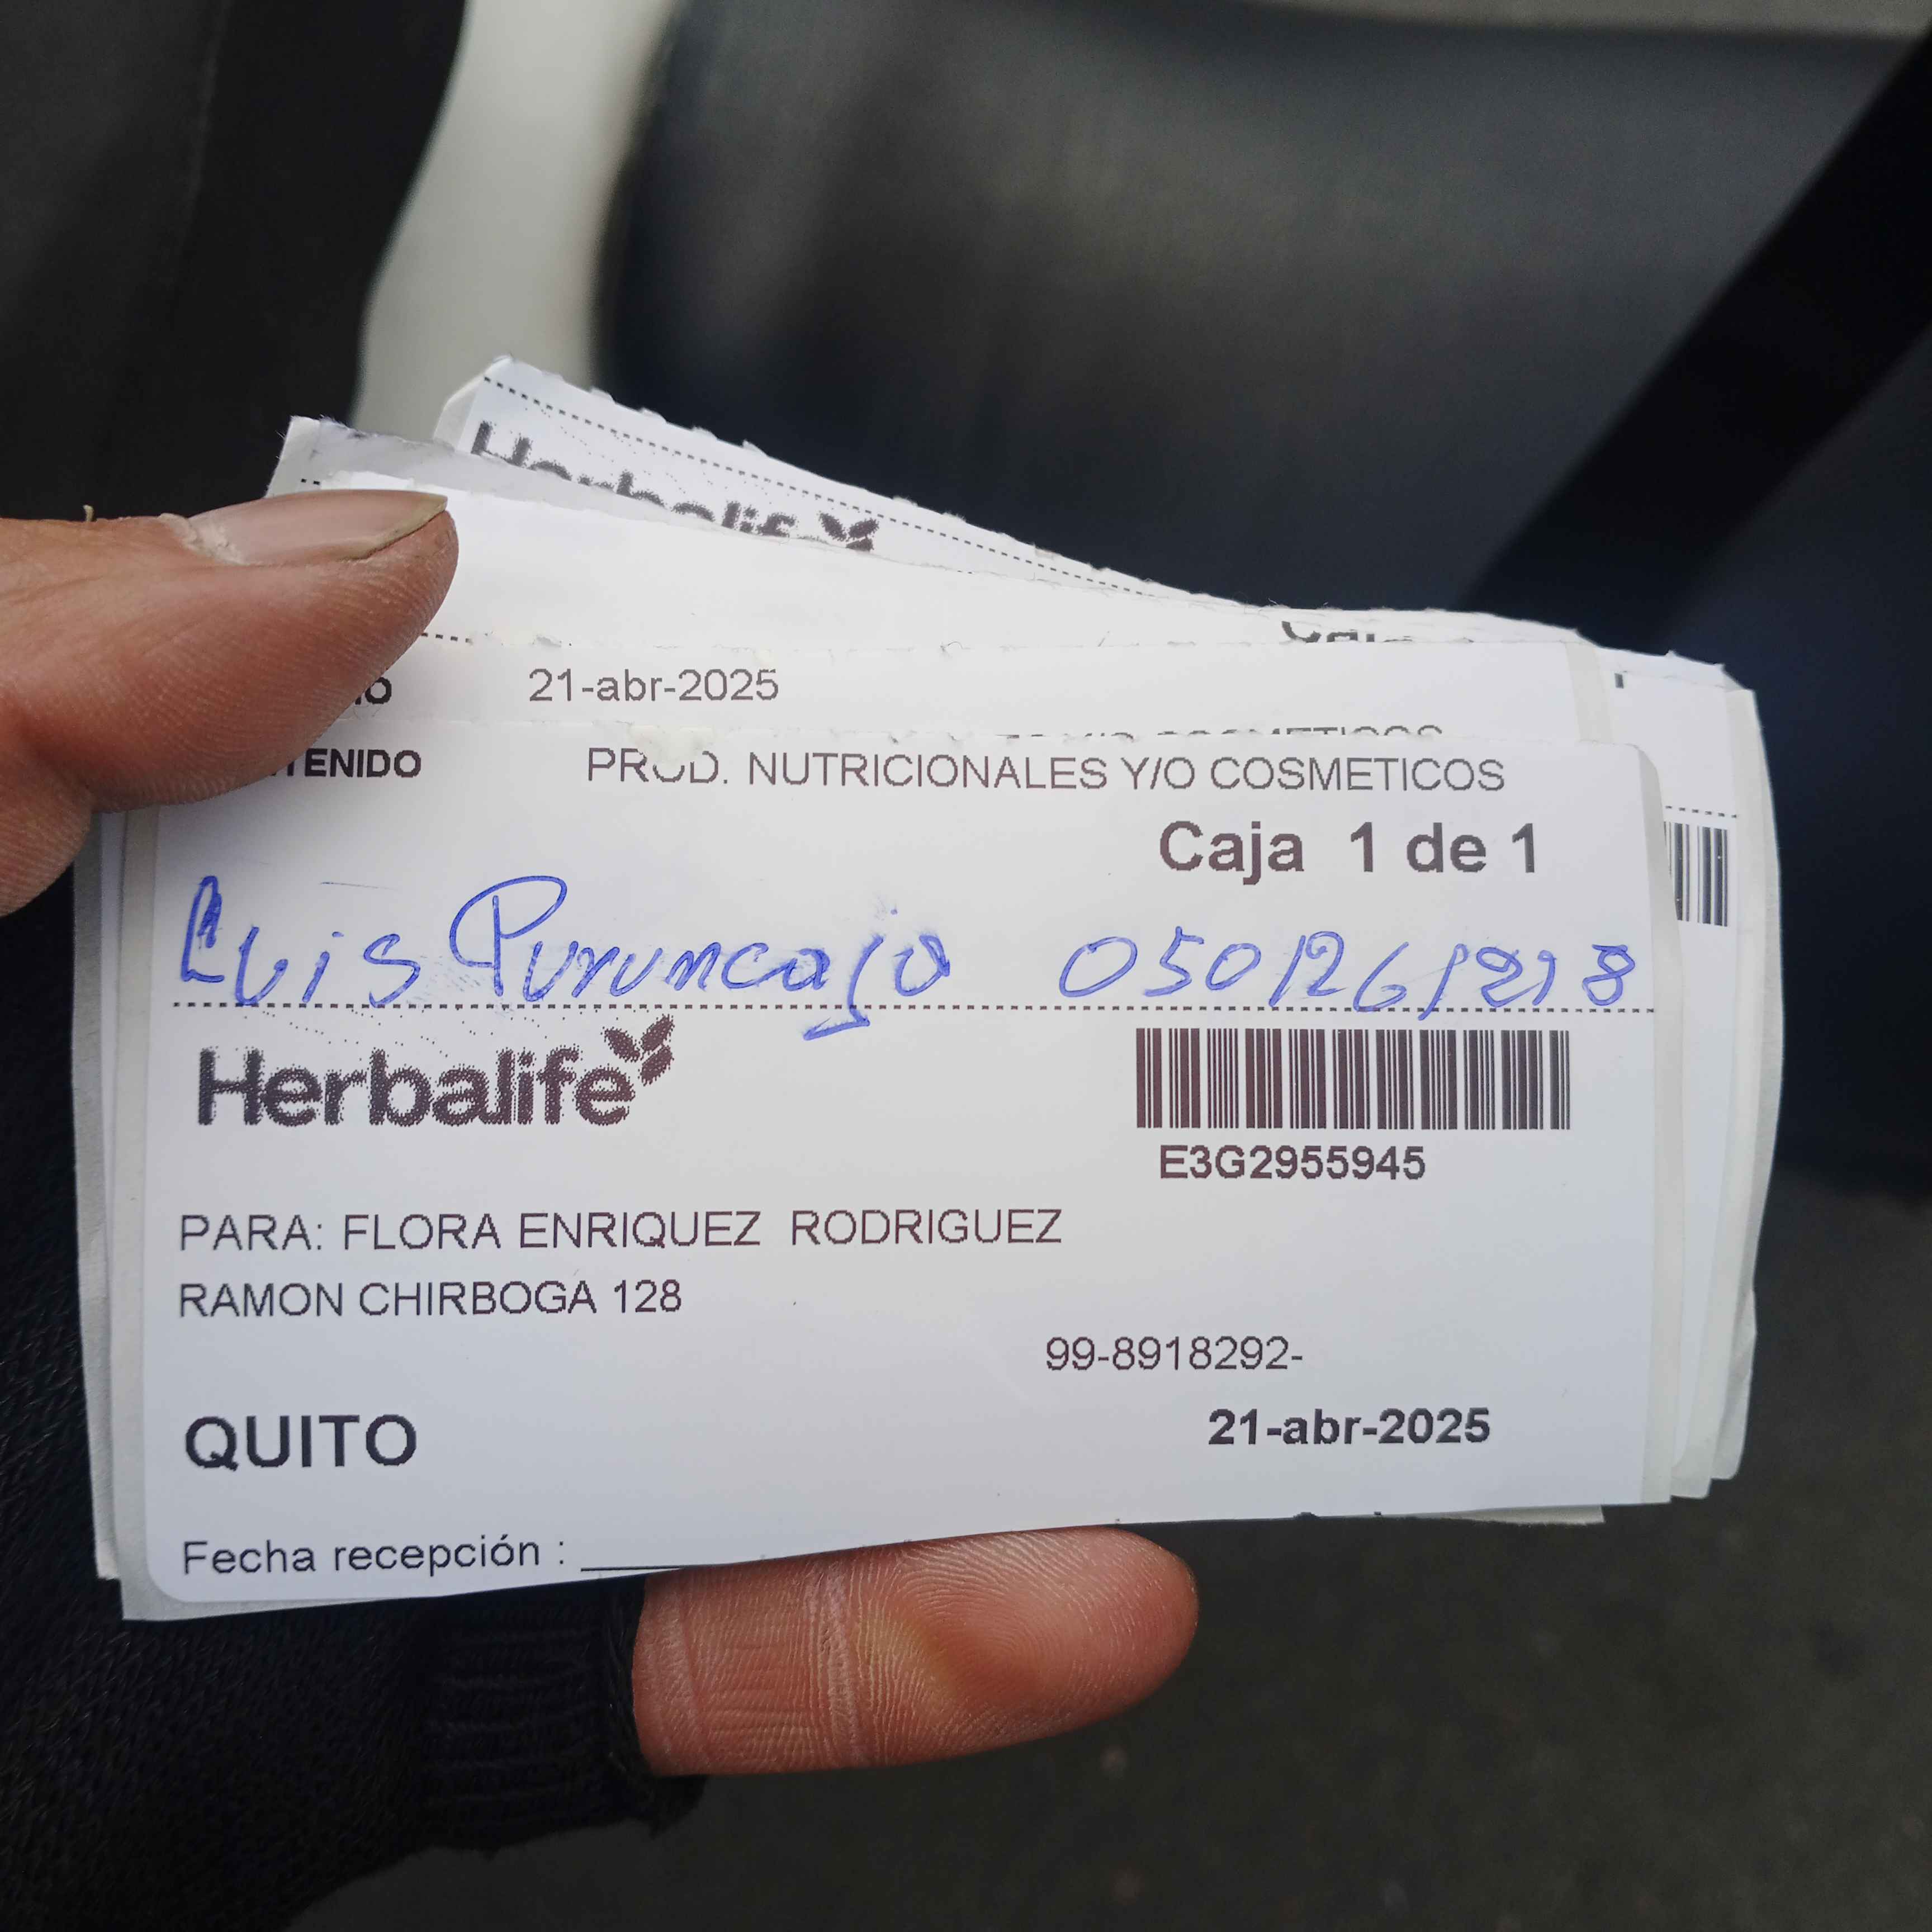 Herbalife
21-abr-2025
TENIDO PROD. NUTRICIONALES Y/O COSMETICOS
Caja 1 de 1
Luis Puruncajo
Herbalife
E3G2955945
PARA: FLORA ENRIQUEZ RODRIGUEZ
RAMON CHIRBOGA 128
99-8918292-
QUITO 21-abr-2025
Fecha recepción :